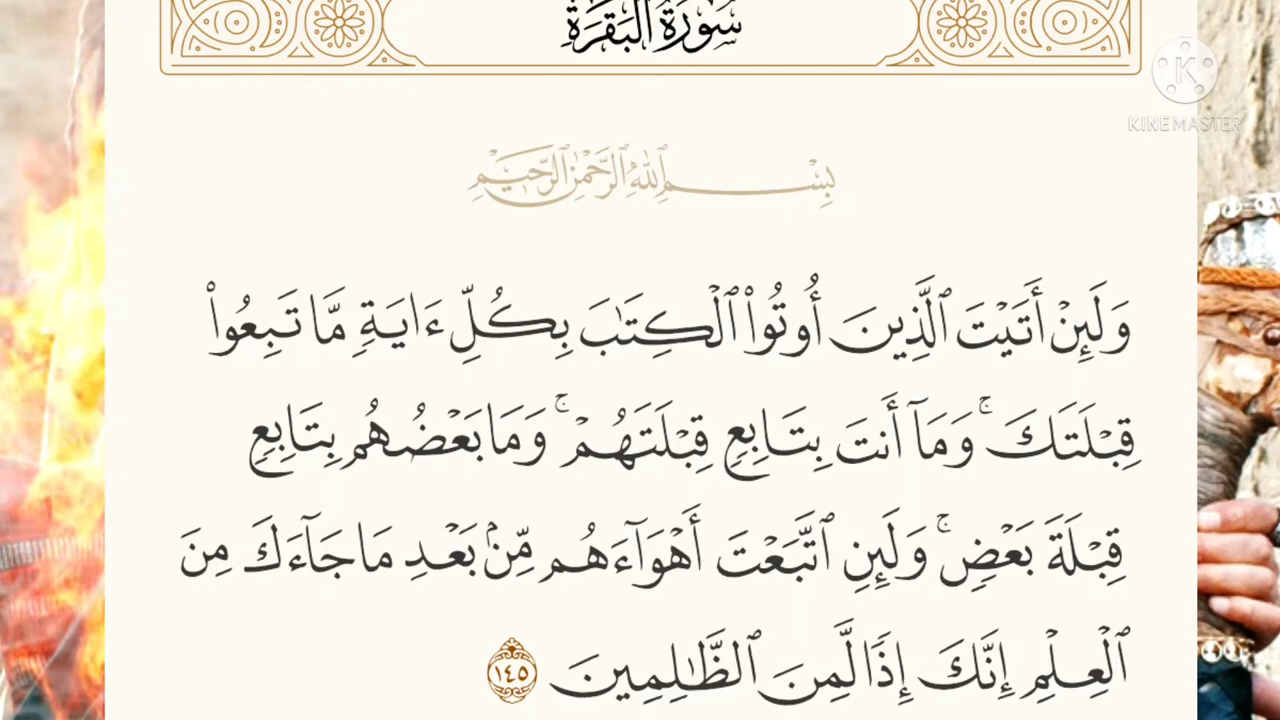 سُورَةُ البَقَرَةِ
KINEMASTER
بِسْمِ ٱللَّهِ ٱلرَّحْمَٰنِ ٱلرَّحِيمِ
وَلَئِنْ أَتَيْتَ ٱلَّذِينَ أُوتُوا۟ ٱلْكِتَٰبَ بِكُلِّ ءَايَةٍ مَّا تَبِعُوا۟
قِبْلَتَكَ ۚ وَمَآ أَنتَ بِتَابِعٍ قِبْلَتَهُمْ ۚ وَمَا بَعْضُهُم بِتَابِعٍ
قِبْلَةَ بَعْضٍ ۚ وَلَئِنِ ٱتَّبَعْتَ أَهْوَآءَهُم مِّنۢ بَعْدِ مَا جَآءَكَ مِنَ
ٱلْعِلْمِ إِنَّكَ إِذًا لَّمِنَ ٱلظَّٰلِمِينَ ١٤٥